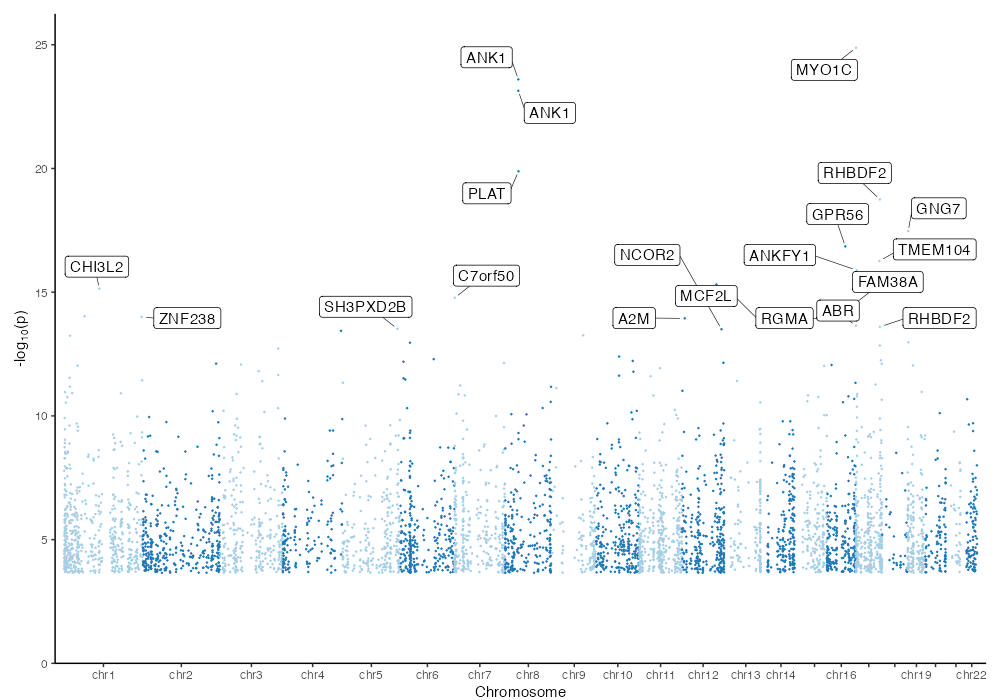 25
20
15
10
5
0
-log10(p)
ANK1
MYO1C
ANK1
RHBDF2
PLAT
GNG7
GPR56
TMEM104
NCOR2
ANKFY1
CHI3L2
C7orf50
FAM38A
MCF2L
SH3PXD2B
ABR
ZNF238
A2M
RGMA
RHBDF2
chr1 chr2 chr3 chr4 chr5 chr6 chr7 chr8 chr9 chr10 chr11 chr12 chr13 chr14 chr16 chr19 chr22
Chromosome